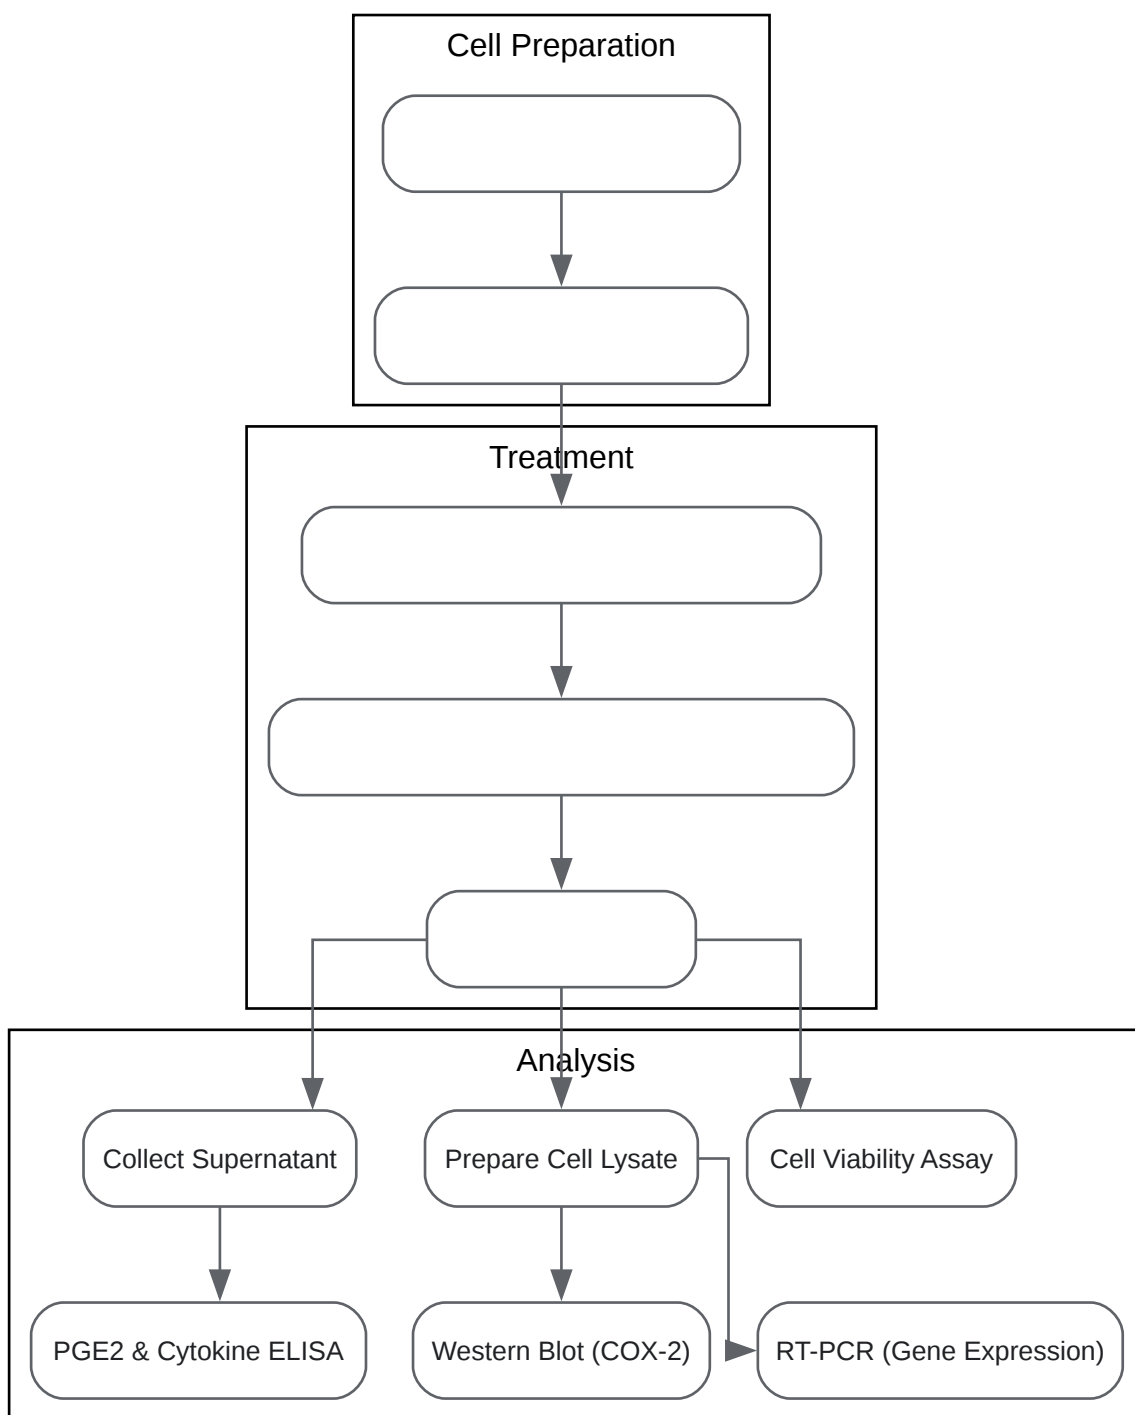 Cell Preparation
Treatment
Analysis
Collect Supernatant
Prepare Cell Lysate
Cell Viability Assay
PGE2 & Cytokine ELISA
Western Blot (COX-2)
RT-PCR (Gene Expression)